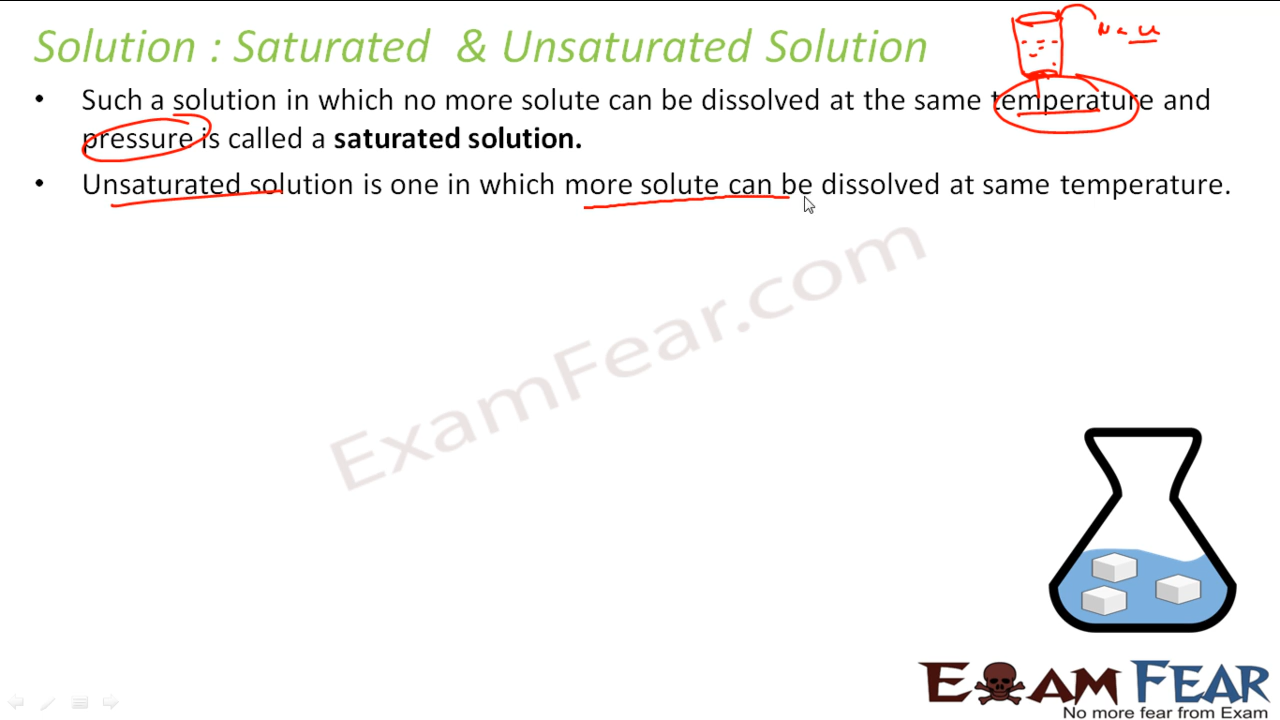 Solution : Saturated & Unsaturated Solution
NaCl
• Such a solution in which no more solute can be dissolved at the same temperature and
pressure is called a saturated solution.
• Unsaturated solution is one in which more solute can be dissolved at same temperature.
ExamFear.com
EXAM FEAR
No more fear from Exam